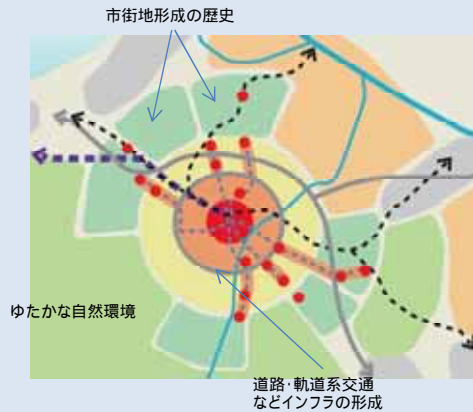 市街地形成の歴史
ゆたかな自然環境
道路・軌道系交通
などインフラの形成